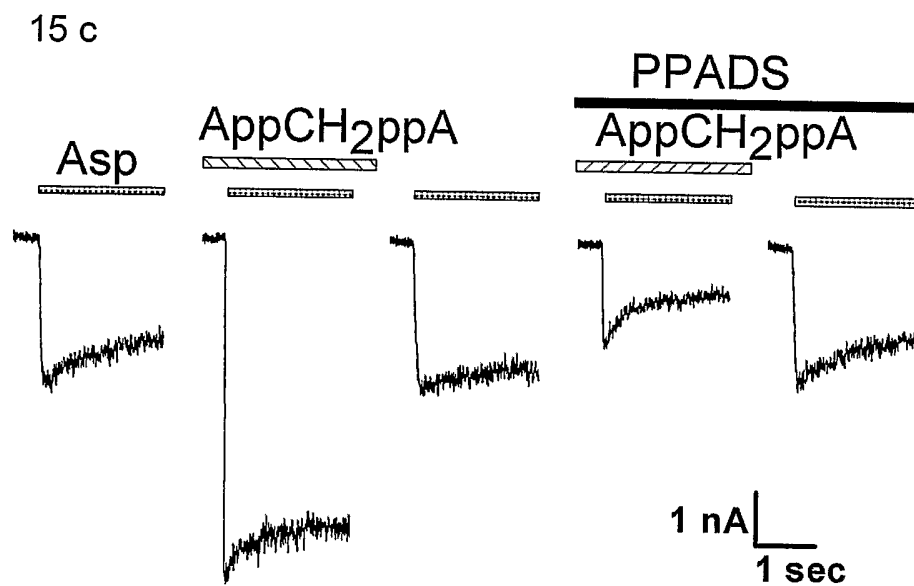 15 c
PPADS
AppCH2ppA
AppCH2ppA
Asp
1 nA
1 sec